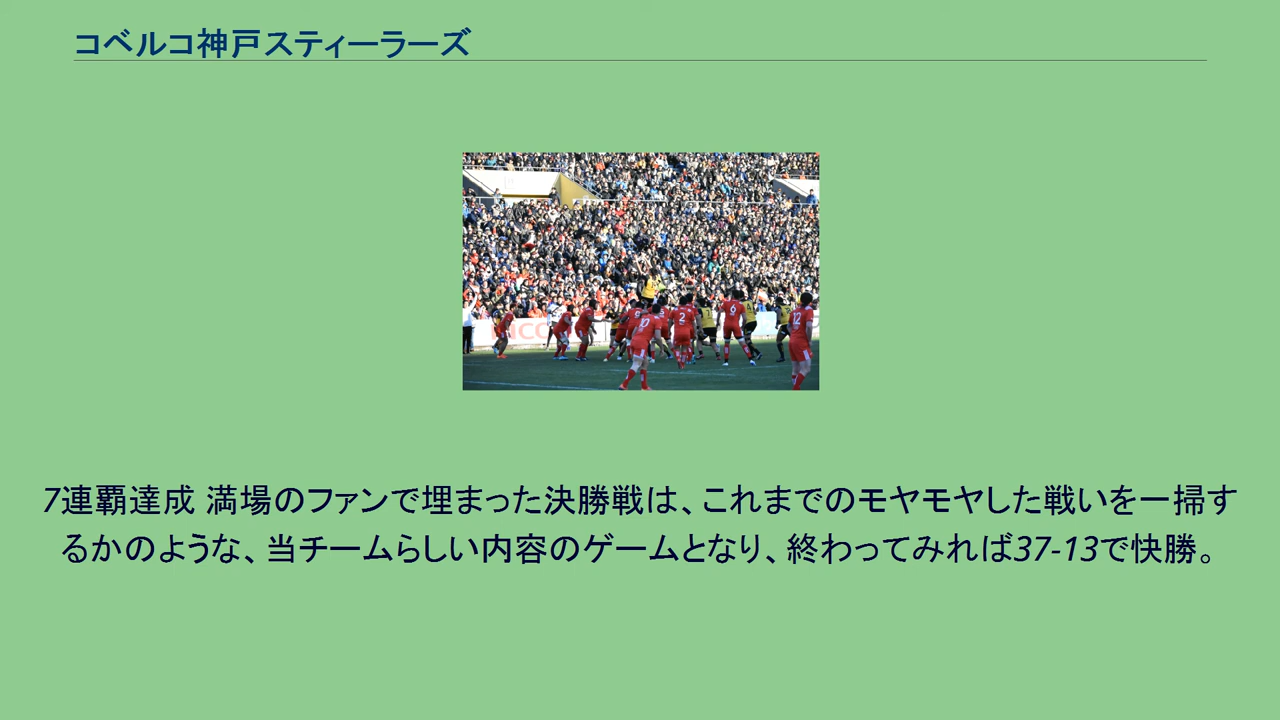 コベルコ神戸スティーラーズ
7連覇達成 満場のファンで埋まった決勝戦は、これまでのモヤモヤした戦いを一掃す
るかのような、当チームらしい内容のゲームとなり、終わってみれば37-13で快勝。